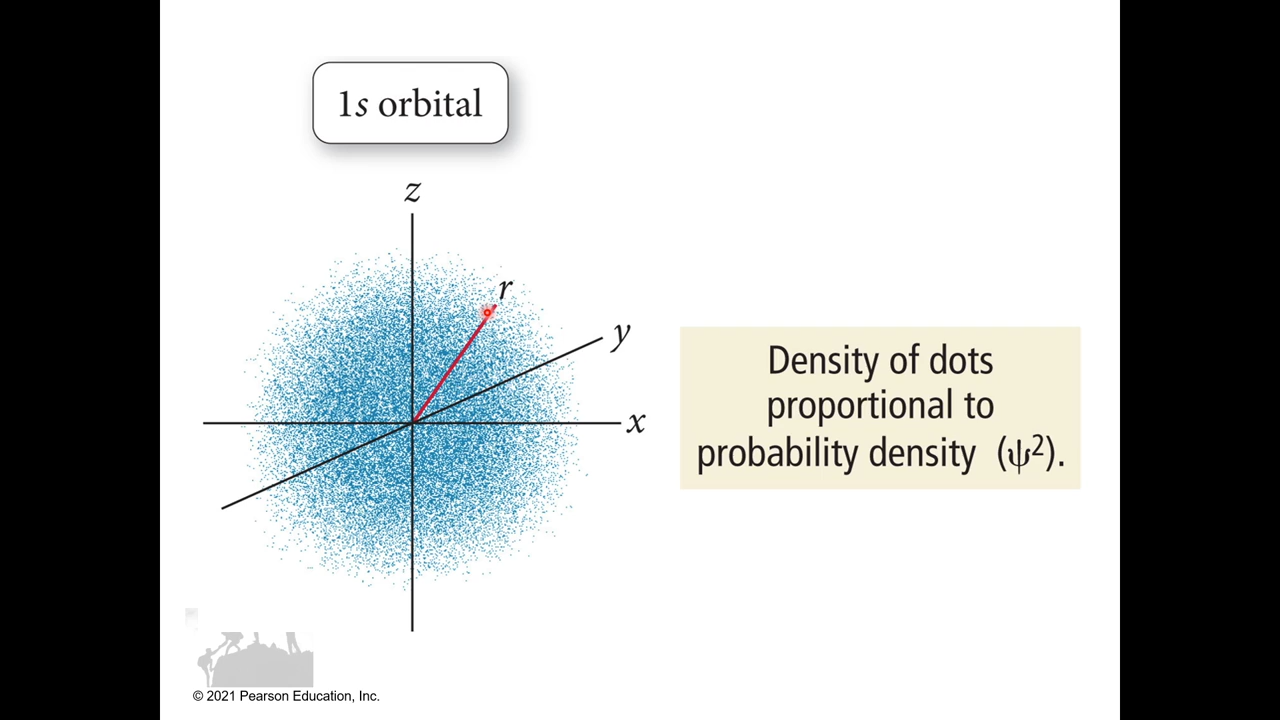 1s orbital
z
r
y
x
Density of dots
proportional to
probability density (ψ²).
© 2021 Pearson Education, Inc.